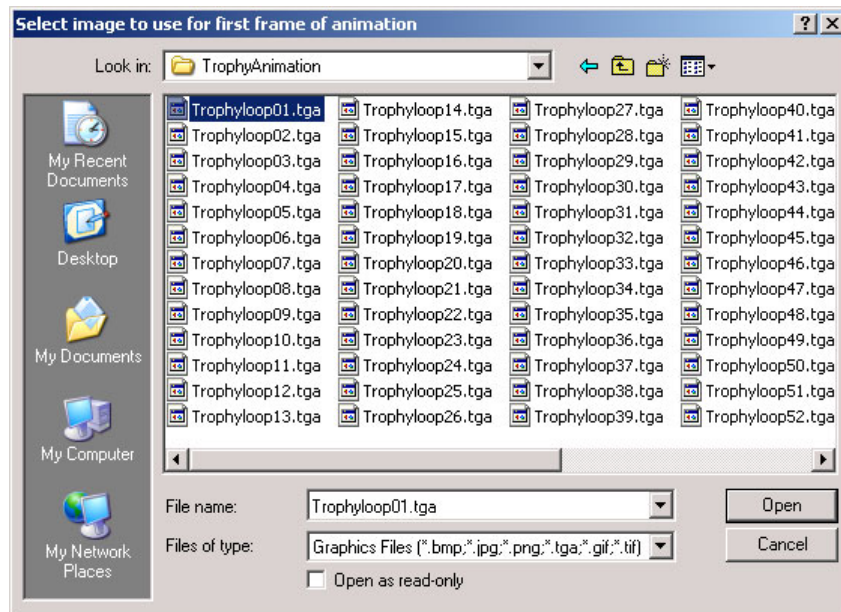 Select image to use for first frame of animation
Look in: TrophyAnimation
My Recent
Documents
Desktop
My Documents
My Computer
My Network
Places
Trophyloop01.tga Trophyloop14.tga Trophyloop27.tga Trophyloop40.tga
Trophyloop02.tga Trophyloop15.tga Trophyloop28.tga Trophyloop41.tga
Trophyloop03.tga Trophyloop16.tga Trophyloop29.tga Trophyloop42.tga
Trophyloop04.tga Trophyloop17.tga Trophyloop30.tga Trophyloop43.tga
Trophyloop05.tga Trophyloop18.tga Trophyloop31.tga Trophyloop44.tga
Trophyloop06.tga Trophyloop19.tga Trophyloop32.tga Trophyloop45.tga
Trophyloop07.tga Trophyloop20.tga Trophyloop33.tga Trophyloop46.tga
Trophyloop08.tga Trophyloop21.tga Trophyloop34.tga Trophyloop47.tga
Trophyloop09.tga Trophyloop22.tga Trophyloop35.tga Trophyloop48.tga
Trophyloop10.tga Trophyloop23.tga Trophyloop36.tga Trophyloop49.tga
Trophyloop11.tga Trophyloop24.tga Trophyloop37.tga Trophyloop50.tga
Trophyloop12.tga Trophyloop25.tga Trophyloop38.tga Trophyloop51.tga
Trophyloop13.tga Trophyloop26.tga Trophyloop39.tga Trophyloop52.tga
File name: Trophyloop01.tga Open
Files of type: Graphics Files (*.bmp;*.jpg;*.png;*.tga;*.gif;*.tif) Cancel
Open as read-only